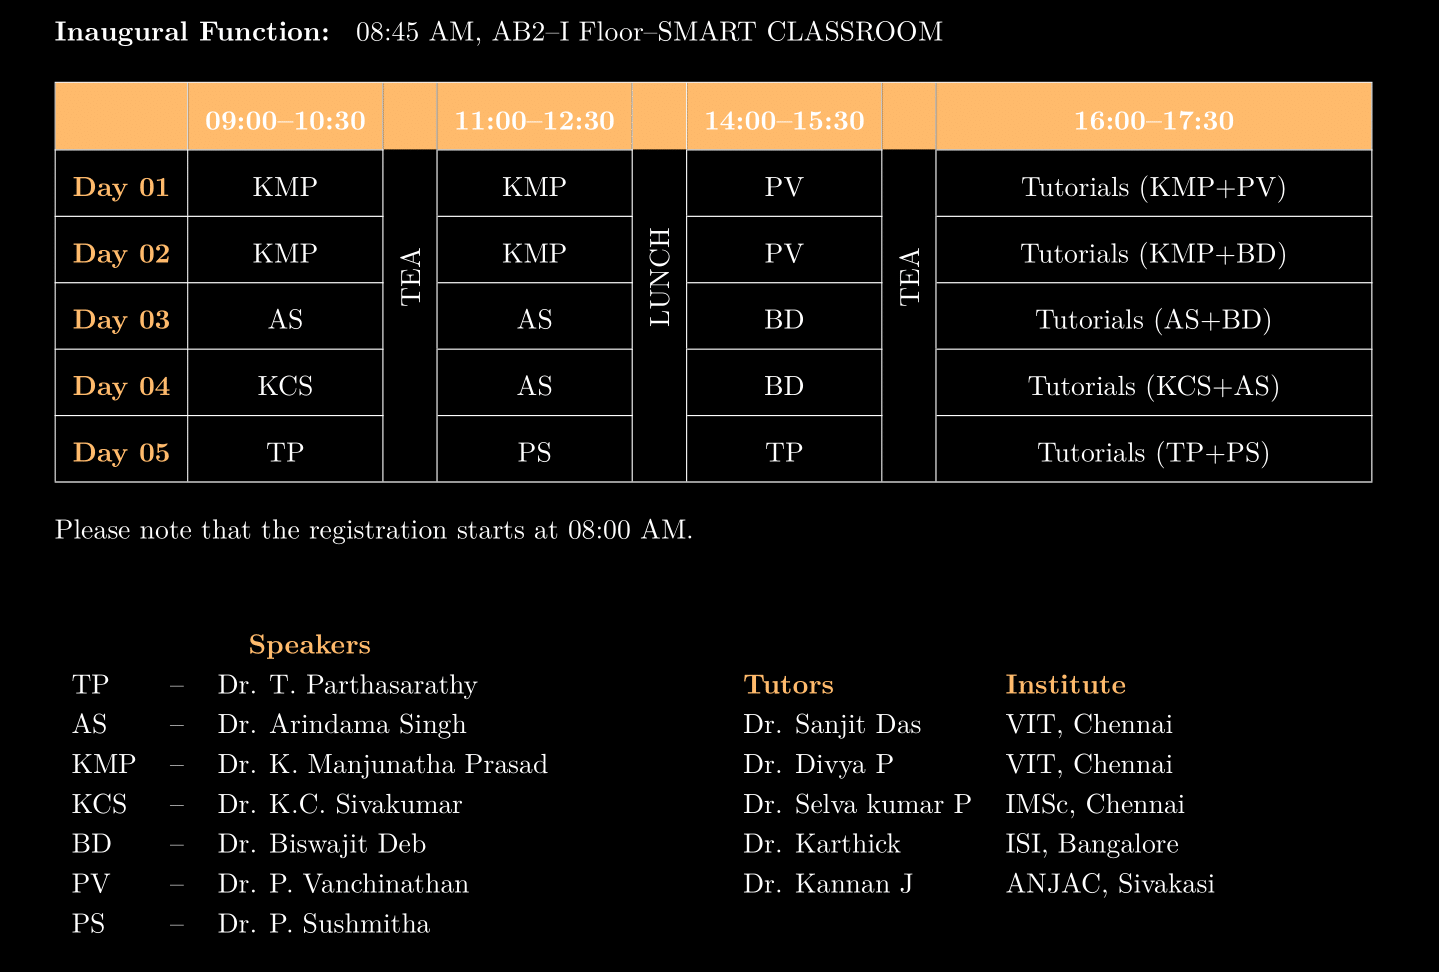 Inaugural Function: 08:45 AM, AB2–I Floor–SMART CLASSROOM
09:00–10:30 11:00–12:30 14:00–15:30 16:00–17:30
Day 01 KMP KMP PV Tutorials (KMP+PV)
Day 02 KMP KMP PV Tutorials (KMP+BD)
TEA LUNCH TEA
Day 03 AS AS BD Tutorials (AS+BD)
Day 04 KCS AS BD Tutorials (KCS+AS)
Day 05 TP PS TP Tutorials (TP+PS)
Please note that the registration starts at 08:00 AM.
Speakers
TP – Dr. T. Parthasarathy
AS – Dr. Arindama Singh
KMP – Dr. K. Manjunatha Prasad
KCS – Dr. K.C. Sivakumar
BD – Dr. Biswajit Deb
PV – Dr. P. Vanchinathan
PS – Dr. P. Sushmitha
Tutors Institute
Dr. Sanjit Das VIT, Chennai
Dr. Divya P VIT, Chennai
Dr. Selva kumar P IMSc, Chennai
Dr. Karthick ISI, Bangalore
Dr. Kannan J ANJAC, Sivakasi